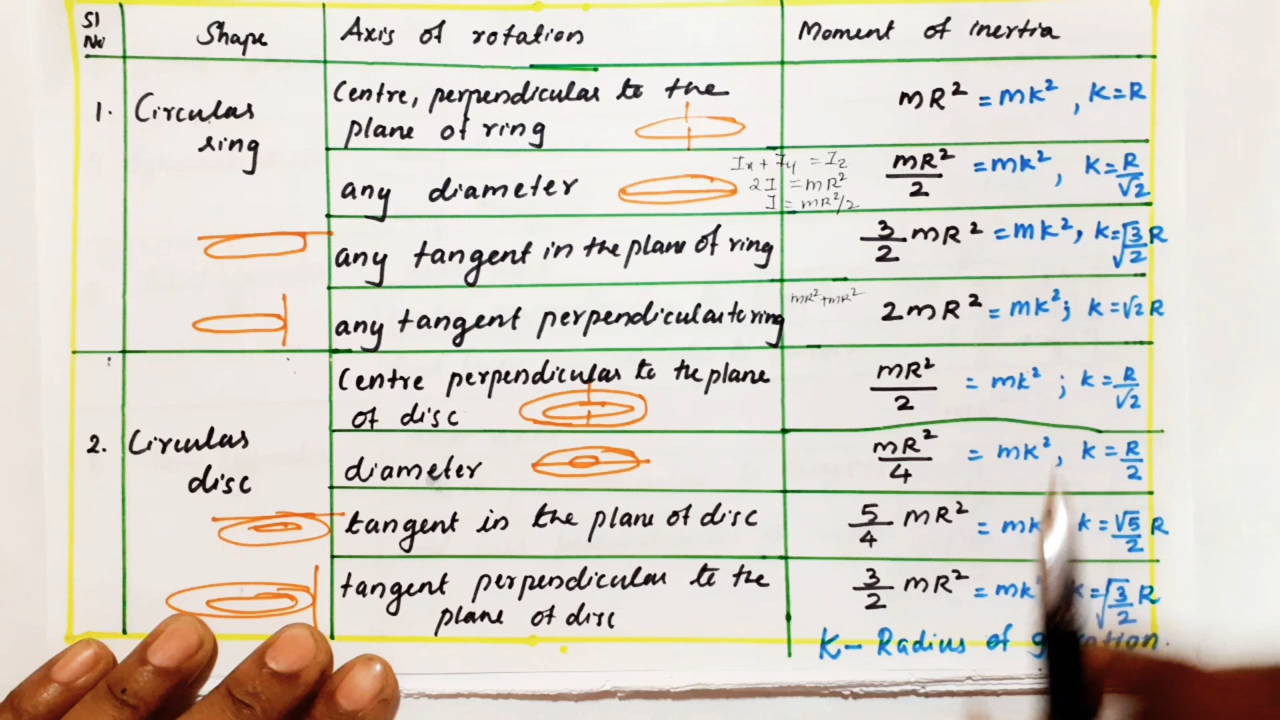 Sl No Shape Axis of rotation Moment of inertia
1. Circular ring Centre, perpendicular to the plane of ring mR² = mk², k=R
any diameter Ix + Iy = Iz 2I = mR² I = mR²/2 mR²/2 = mk², k=R/√2
any tangent in the plane of ring 3/2 mR² = mk², k=√(3/2) R
any tangent perpendicular to ring mR²+mR² 2mR² = mk²; k=√2 R
2. Circular disc Centre perpendicular to the plane of disc mR²/2 = mk²; k=R/√2
diameter mR²/4 = mk², k=R/2
tangent in the plane of disc 5/4 mR² = mk k=√5/2 R
tangent perpendicular to the plane of disc 3/2 mR² = mk² k=√(3/2) R
K– Radius of